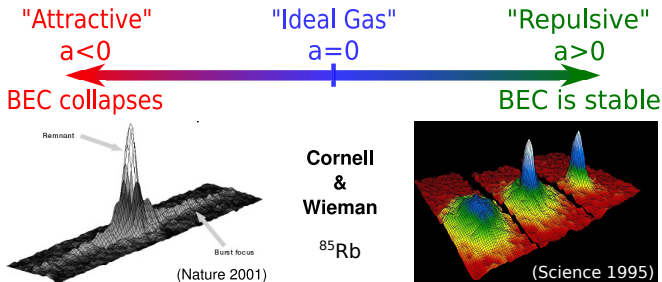 "Attractive" "Ideal Gas" "Repulsive"
a<0 a=0 a>0
BEC collapses BEC is stable
Remnant
Cornell
&
Wieman
⁸⁵Rb
Burst focus
(Nature 2001)
(Science 1995)